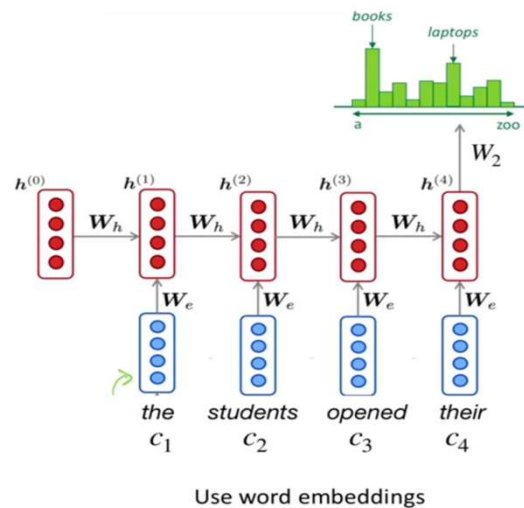 books
laptops
a zoo
W₂
h⁽⁰⁾ h⁽¹⁾ h⁽²⁾ h⁽³⁾ h⁽⁴⁾
Wₕ Wₕ Wₕ Wₕ
Wₑ Wₑ Wₑ Wₑ
the students opened their
c₁ c₂ c₃ c₄
Use word embeddings